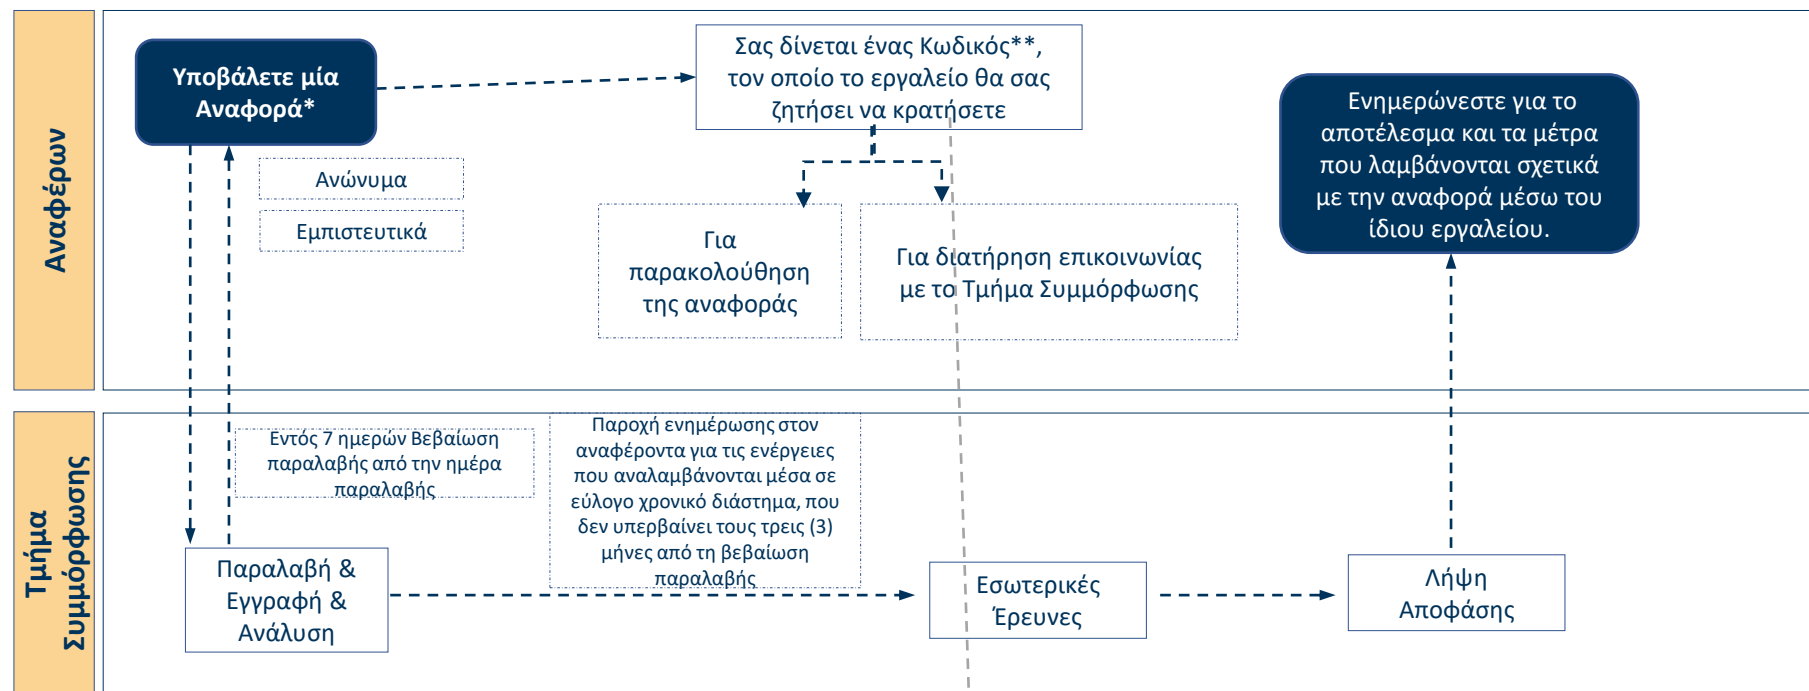 Αναφέρων
Υποβάλετε μία
Αναφορά*
Ανώνυμα
Εμπιστευτικά
Σας δίνεται ένας Κωδικός**,
τον οποίο το εργαλείο θα σας
ζητήσει να κρατήσετε
Για
παρακολούθηση
της αναφοράς
Για διατήρηση επικοινωνίας
με το Τμήμα Συμμόρφωσης
Ενημερώνεστε για το
αποτέλεσμα και τα μέτρα
που λαμβάνονται σχετικά
με την αναφορά μέσω του
ίδιου εργαλείου.
Τμήμα
Συμμόρφωσης
Εντός 7 ημερών Βεβαίωση
παραλαβής από την ημέρα
παραλαβής
Παροχή ενημέρωσης στον
αναφέροντα για τις ενέργειες
που αναλαμβάνονται μέσα σε
εύλογο χρονικό διάστημα, που
δεν υπερβαίνει τους τρεις (3)
μήνες από τη βεβαίωση
παραλαβής
Παραλαβή &
Εγγραφή &
Ανάλυση
Εσωτερικές
Έρευνες
Λήψη
Απoφάσης